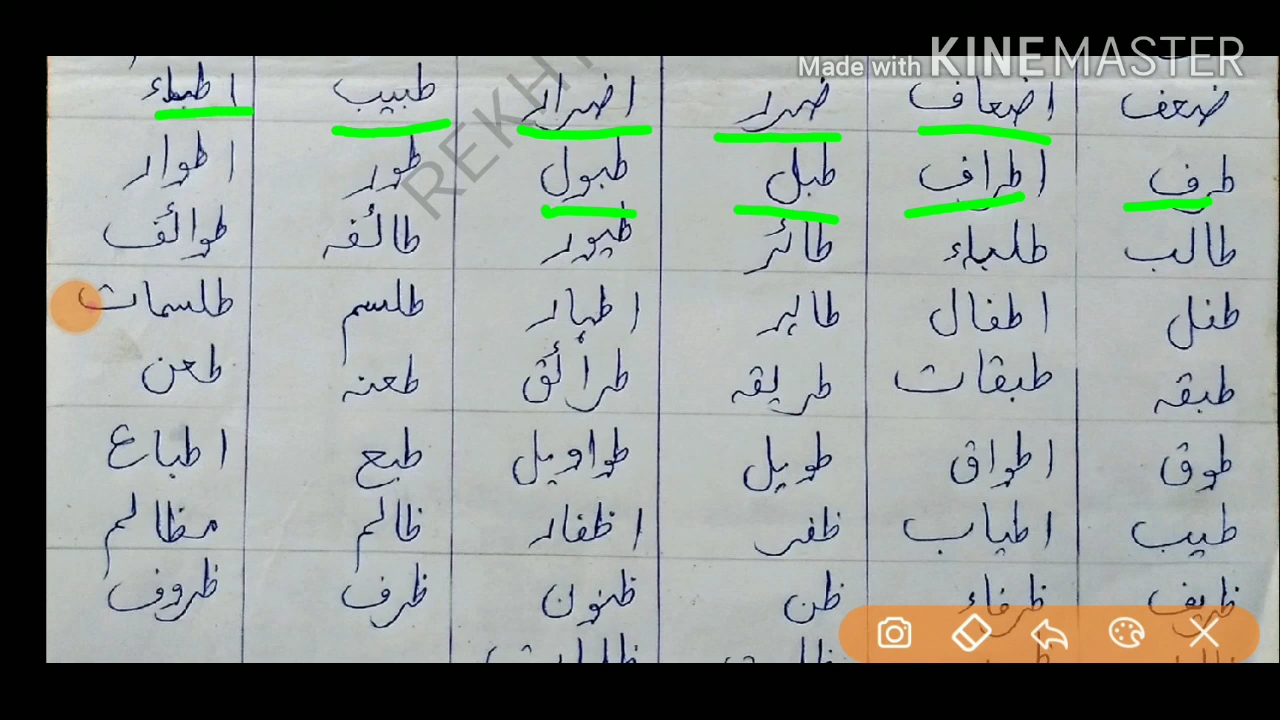 Made with KINEMASTER
ضعف اضعاف ضرر اضرار طبیب اطباء
طرف اطراف طبل طبول طور اطوار
طالب طلباء طائر طیور طائفہ طوائف
طفل اطفال طاہر اطہار طلسم طلسمات
طبقہ طبقات طریقہ طرائق طعنہ طعن
طوق اطواق طویل طواویل طبع اطباع
طیب اطیاب ظفر اظفار ظالم مظالم
ظریف ظرفاء ظن ظنون ظرف ظروف